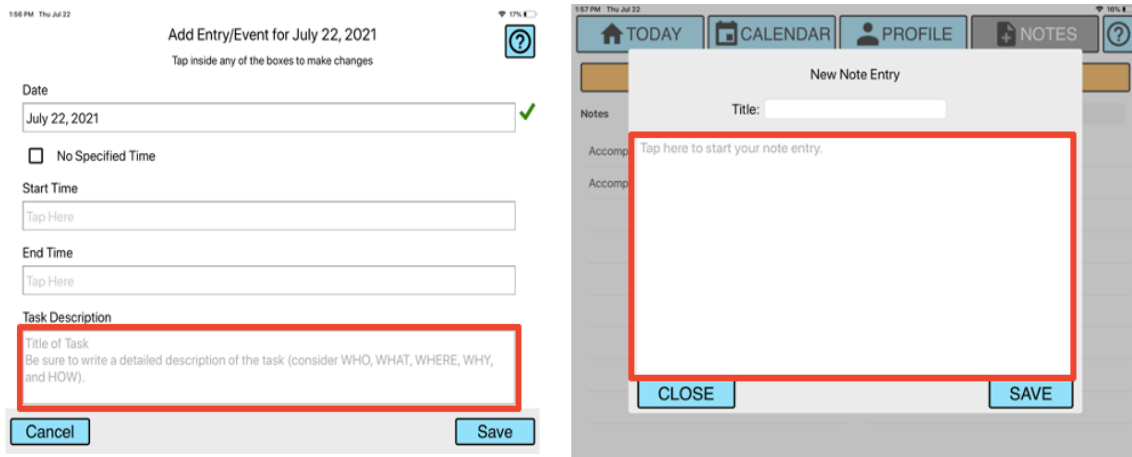 1:56 PM Thu Jul 22
17%
Add Entry/Event for July 22, 2021
Tap inside any of the boxes to make changes
?
Date
July 22, 2021
No Specified Time
Start Time
Tap Here
End Time
Tap Here
Task Description
Title of Task
Be sure to write a detailed description of the task (consider WHO, WHAT, WHERE, WHY,
and HOW).
Cancel
Save
1:57 PM Thu Jul 22
16%
TODAY
CALENDAR
PROFILE
NOTES
?
New Note Entry
Notes
Title:
Accomp
Tap here to start your note entry.
Accomp
CLOSE
SAVE